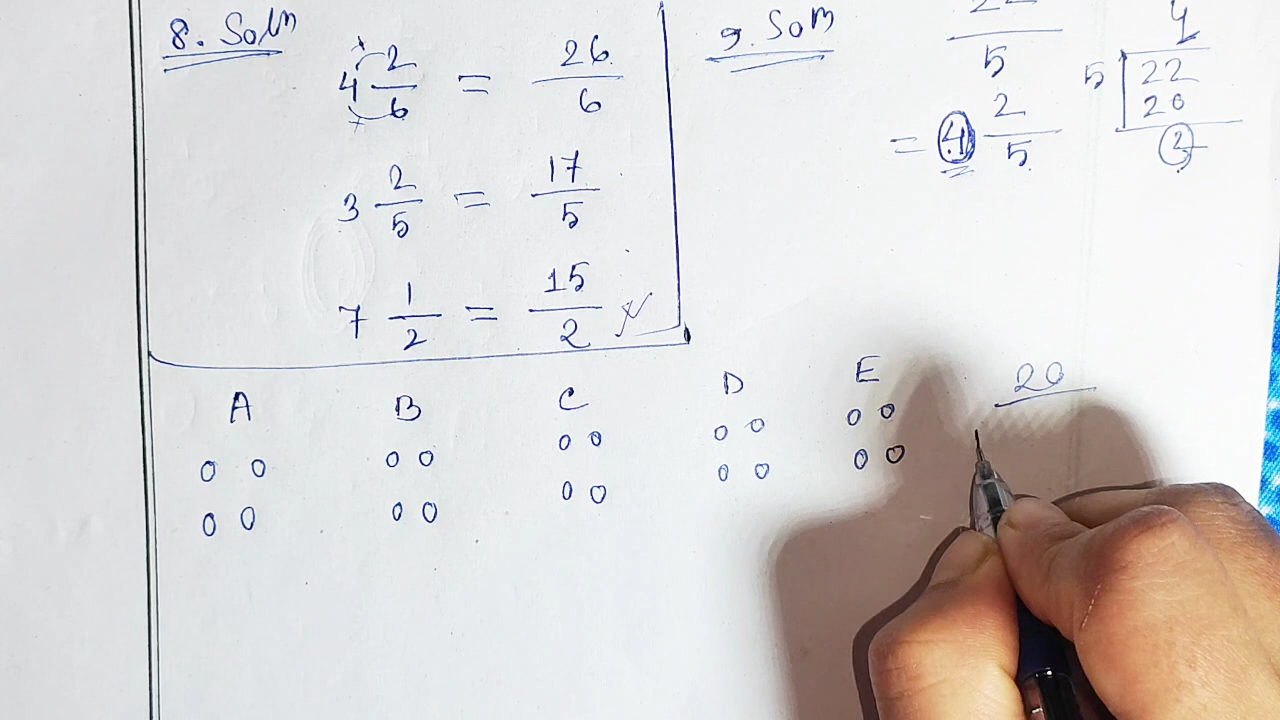 8. Soln
4 2/6 = 26/6
3 2/5 = 17/5
7 1/2 = 15/2
9. Soln
22/5
= 4 2/5
4
5 22
20
2
A B C D E
20